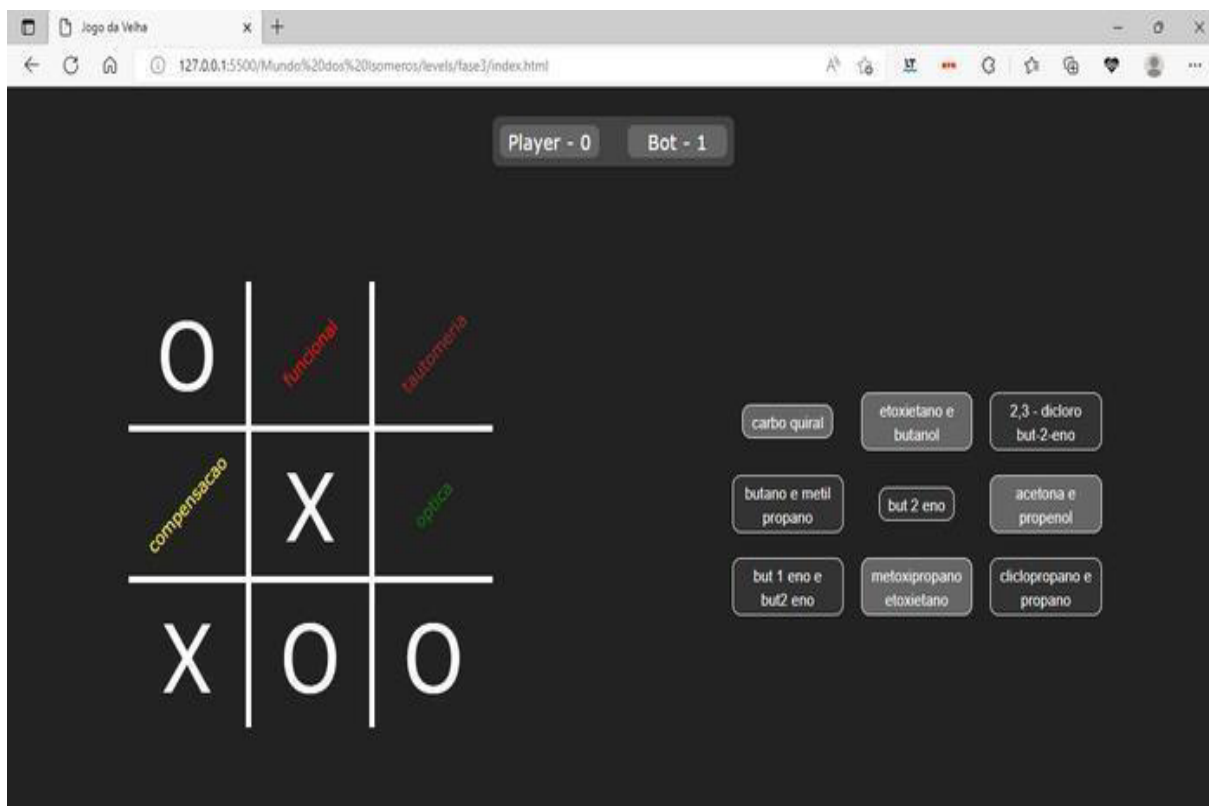 Jogo da Velha
127.0.0.1:5500/Mundo%20dos%20Isomeros/levels/fase3/index.html
Player - 0
Bot - 1
O
funcional
tautomeria
compensacao
X
optica
X
O
O
carbo quiral
etoxietano e
butanol
2,3 - dicloro
but-2-eno
butano e metil
propano
but 2 eno
acetona e
propenol
but 1 eno e
but2 eno
metoxipropano
etoxietano
cliclopropano e
propano